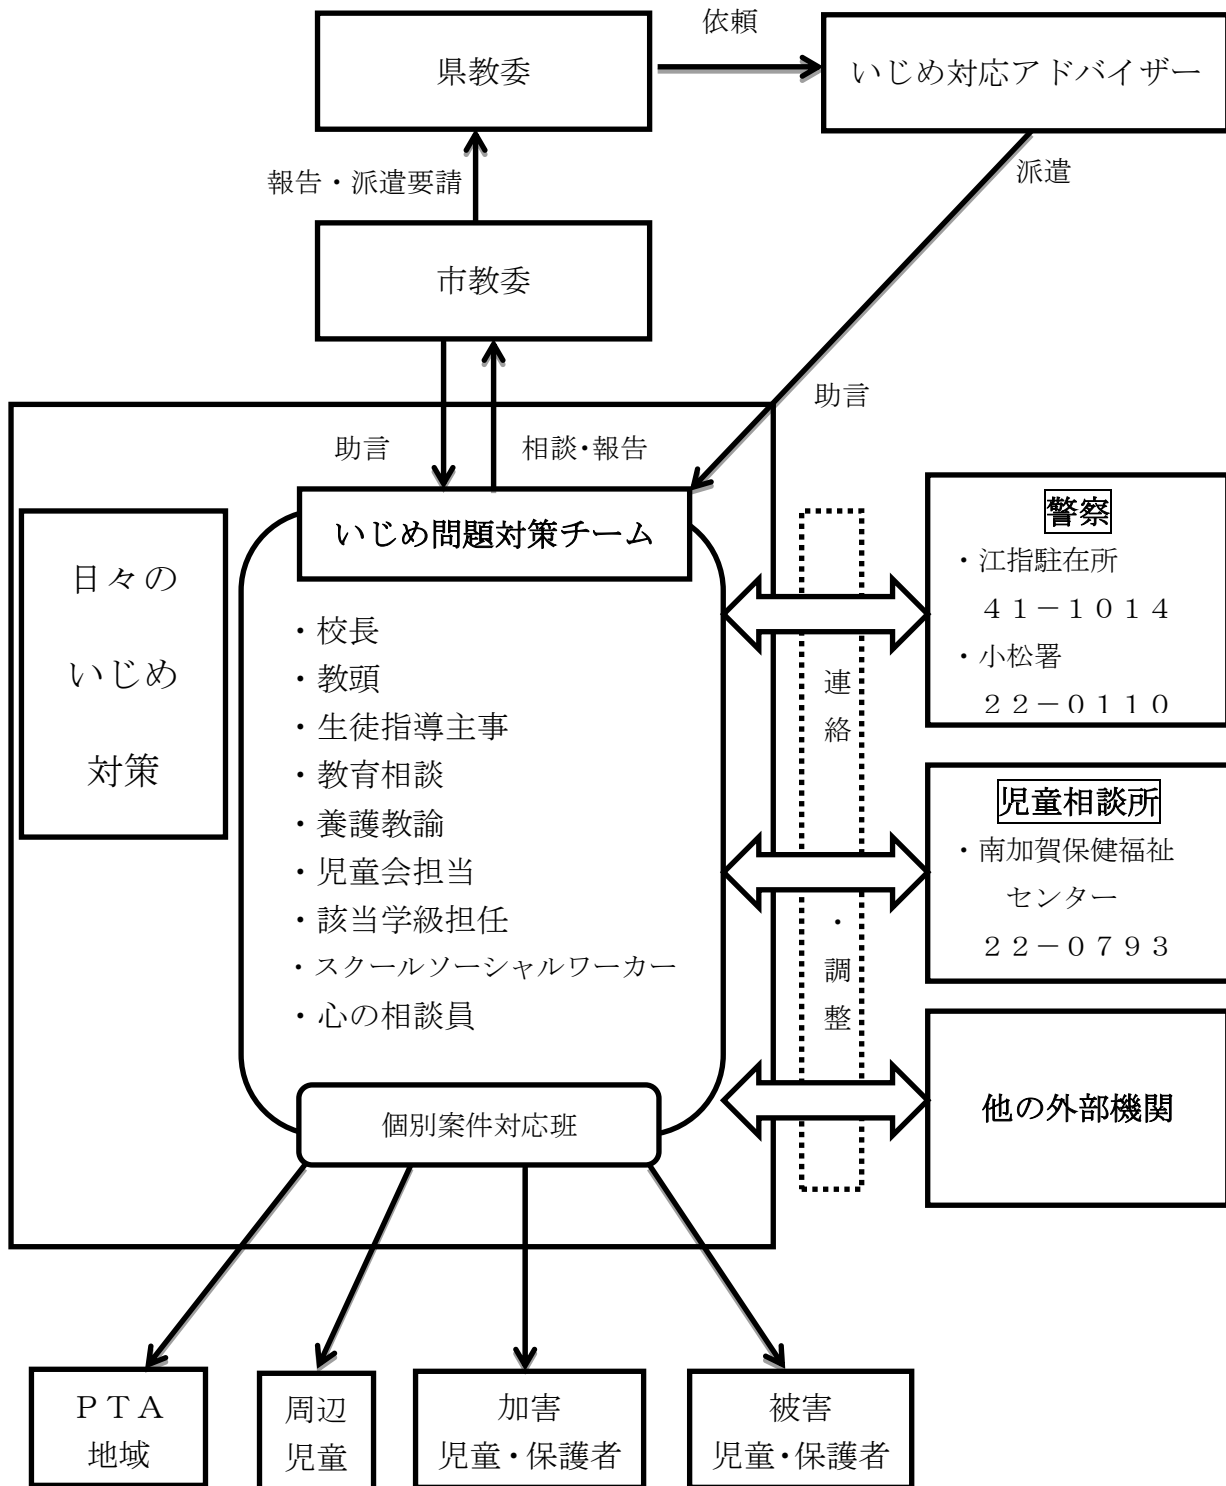 依頼
県教委
いじめ対応アドバイザー
報告・派遣要請
派遣
市教委
助言
助言
相談・報告
いじめ問題対策チーム
日々の
いじめ
対策
・校長
・教頭
・生徒指導主事
・教育相談
・養護教諭
・児童会担当
・該当学級担任
・スクールソーシャルワーカー
・心の相談員
個別案件対応班
連
絡
・
調
整
警察
・江指駐在所
４１－１０１４
・小松署
２２－０１１０
児童相談所
・南加賀保健福祉
センター
２２－０７９３
他の外部機関
ＰＴＡ
地域
周辺
児童
加害
児童・保護者
被害
児童・保護者